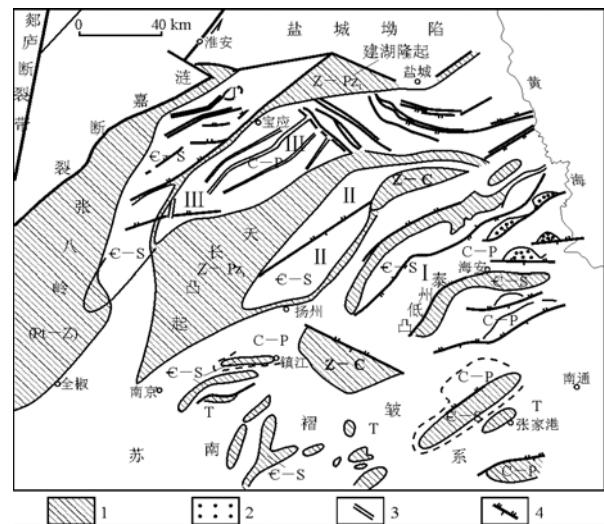 郯庐断裂带
0 40 km
盐城坳陷
淮安
涟
建湖隆起
Z－Pz₁
盐城
黄
海
嘉
断
裂
J
宝应
Є－S
III
C－P
III
II
Z－C
张八岭
(Pt－Z)
Є－S
天长凸起
Z－Pz₁
II
Є－S
I
C－P
海安
Є－S
泰州低凸
C－P
扬州
C－P
Z－C
镇江
Є－S
南京
全椒
T
C－P
Є－S
T
南通
张家港
苏南褶皱系
T
Є－S
C－P
1 2 3 4